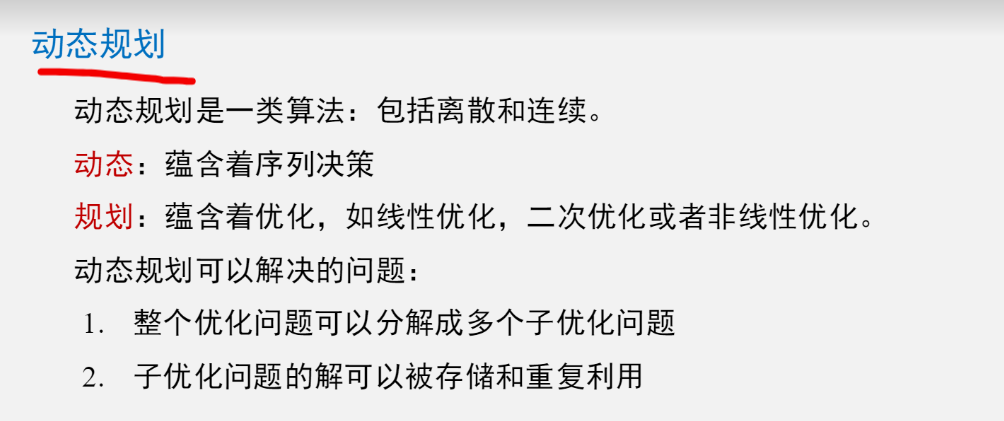 动态规划
动态规划是一类算法：包括离散和连续。
动态：蕴含着序列决策
规划：蕴含着优化，如线性优化，二次优化或者非线性优化。
动态规划可以解决的问题：
1. 整个优化问题可以分解成多个子优化问题
2. 子优化问题的解可以被存储和重复利用